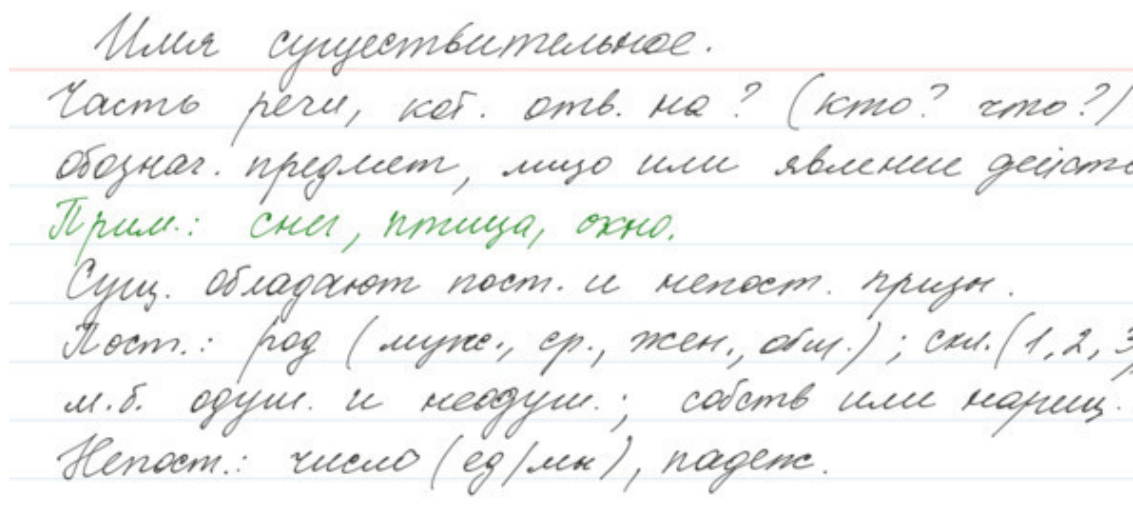 Имя существительное.
Часть речи, кот. отв. на ? (кто? что?)
обознач. предмет, лицо или явление действ
Прим.: снег, птица, окно.
Сущ. обладают пост. и непост. призн.
Пост.: род (муж., ср., жен., общ.); скл. (1, 2, 3)
м.б. одуш. и неодуш.; собств или нариц.
Непост.: число (ед/мн), падеж.